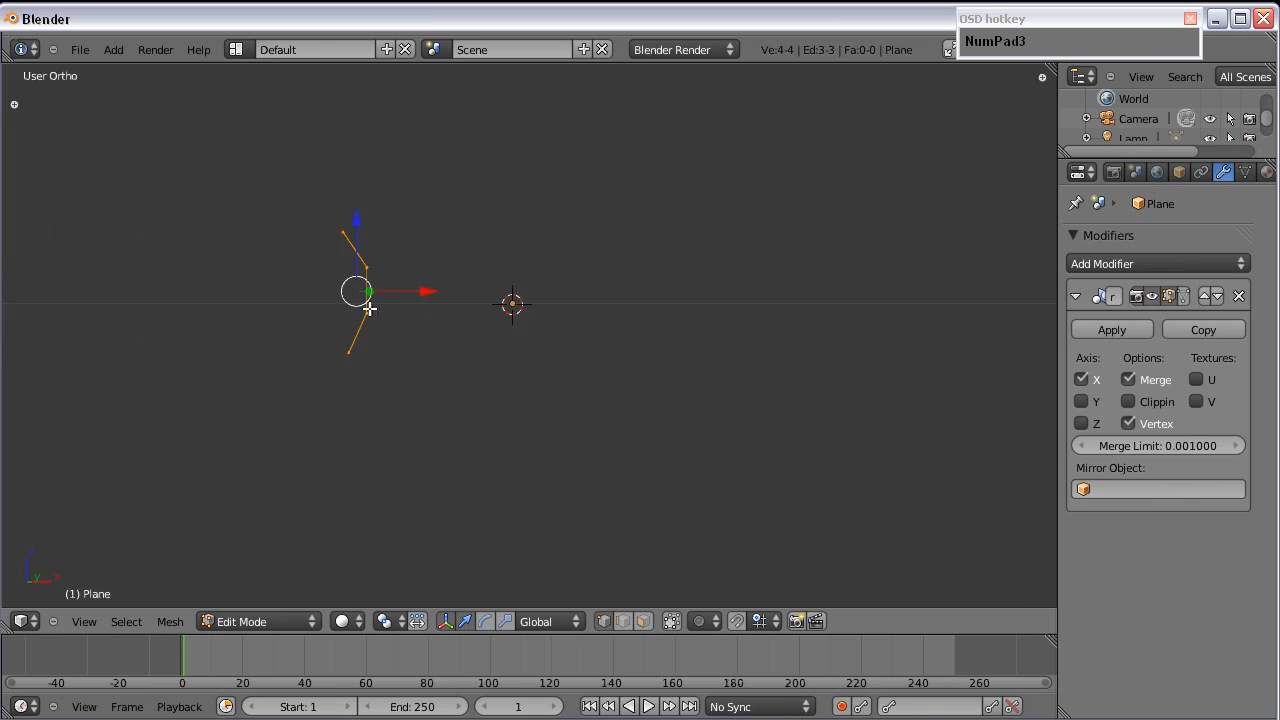 Blender
OSD hotkey
NumPad3
File Add Render Help Default Scene Blender Render Ve:4-4 | Ed:3-3 | Fa:0-0 | Plane
User Ortho
View Search All Scenes
World
Camera
Lamp
Plane
Modifiers
Add Modifier
r
Apply Copy
Axis: Options: Textures:
X Merge U
Y Clippin V
Z Vertex
Merge Limit: 0.001000
Mirror Object:
z
y x
(1) Plane
View Select Mesh Edit Mode Global
-40 -20 0 20 40 60 80 100 120 140 160 180 200 220 240 260
View Frame Playback Start: 1 End: 250 1 No Sync